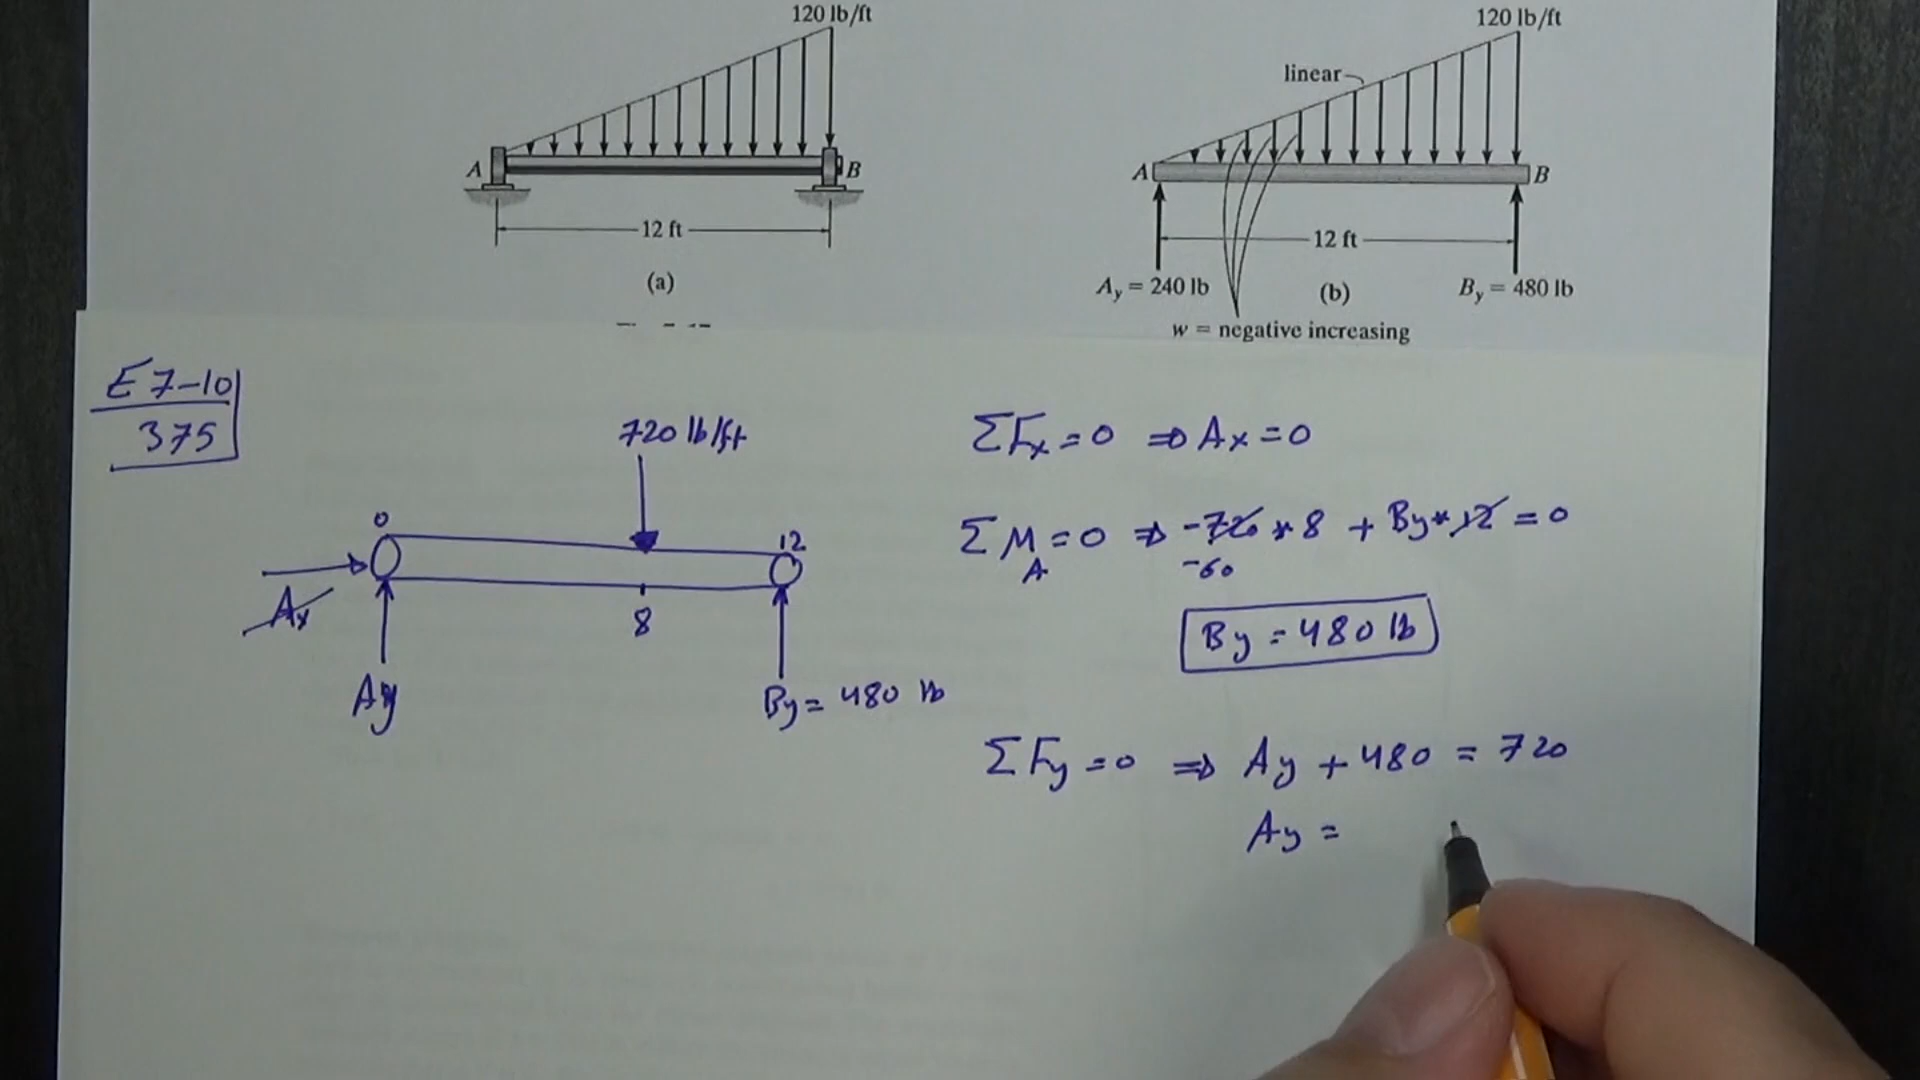 120 lb/ft
A
B
12 ft
(a)
120 lb/ft
linear
A
B
12 ft
Ay = 240 lb
(b)
By = 480 lb
w = negative increasing
E 7-10
375
720 lb/ft
0
12
Ax
8
Ay
By = 480 lb
ΣFx = 0 ⇒ Ax = 0
ΣMA = 0 ⇒ -720 * 8 + By * 12 = 0
-60
By = 480 lb
ΣFy = 0 ⇒ Ay + 480 = 720
Ay =